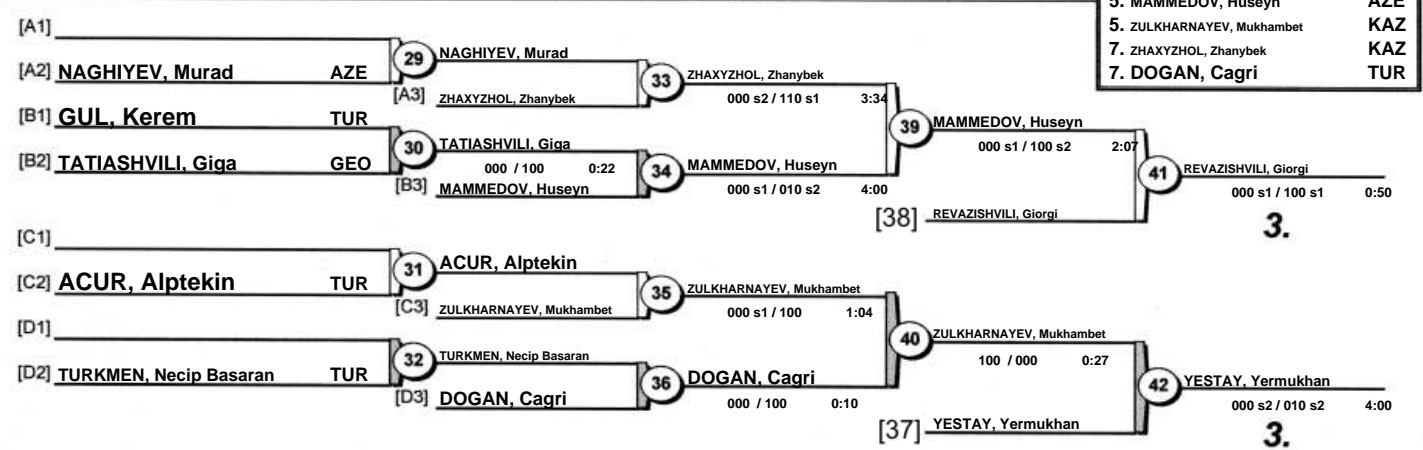 5. MAMMEDOV, Huseyn AZE
5. ZULKHARNAYEV, Mukhambet KAZ
7. ZHAXYZHOL, Zhanybek KAZ
7. DOGAN, Cagri TUR
[A1]
[A2] NAGHIYEV, Murad AZE
29
NAGHIYEV, Murad
[A3] ZHAXYZHOL, Zhanybek
33
ZHAXYZHOL, Zhanybek
000 s2 / 110 s1 3:34
[B1] GUL, Kerem TUR
[B2] TATIASHVILI, Giga GEO
30
TATIASHVILI, Giga
000 / 100 0:22
[B3] MAMMEDOV, Huseyn
34
MAMMEDOV, Huseyn
000 s1 / 010 s2 4:00
39
MAMMEDOV, Huseyn
000 s1 / 100 s2 2:07
[38] REVAZISHVILI, Giorgi
41
REVAZISHVILI, Giorgi
000 s1 / 100 s1 0:50
3.
[C1]
[C2] ACUR, Alptekin TUR
31
ACUR, Alptekin
[C3] ZULKHARNAYEV, Mukhambet
35
ZULKHARNAYEV, Mukhambet
000 s1 / 100 1:04
[D1]
[D2] TURKMEN, Necip Basaran TUR
32
TURKMEN, Necip Basaran
[D3] DOGAN, Cagri
36
DOGAN, Cagri
000 / 100 0:10
40
ZULKHARNAYEV, Mukhambet
100 / 000 0:27
[37] YESTAY, Yermukhan
42
YESTAY, Yermukhan
000 s2 / 010 s2 4:00
3.